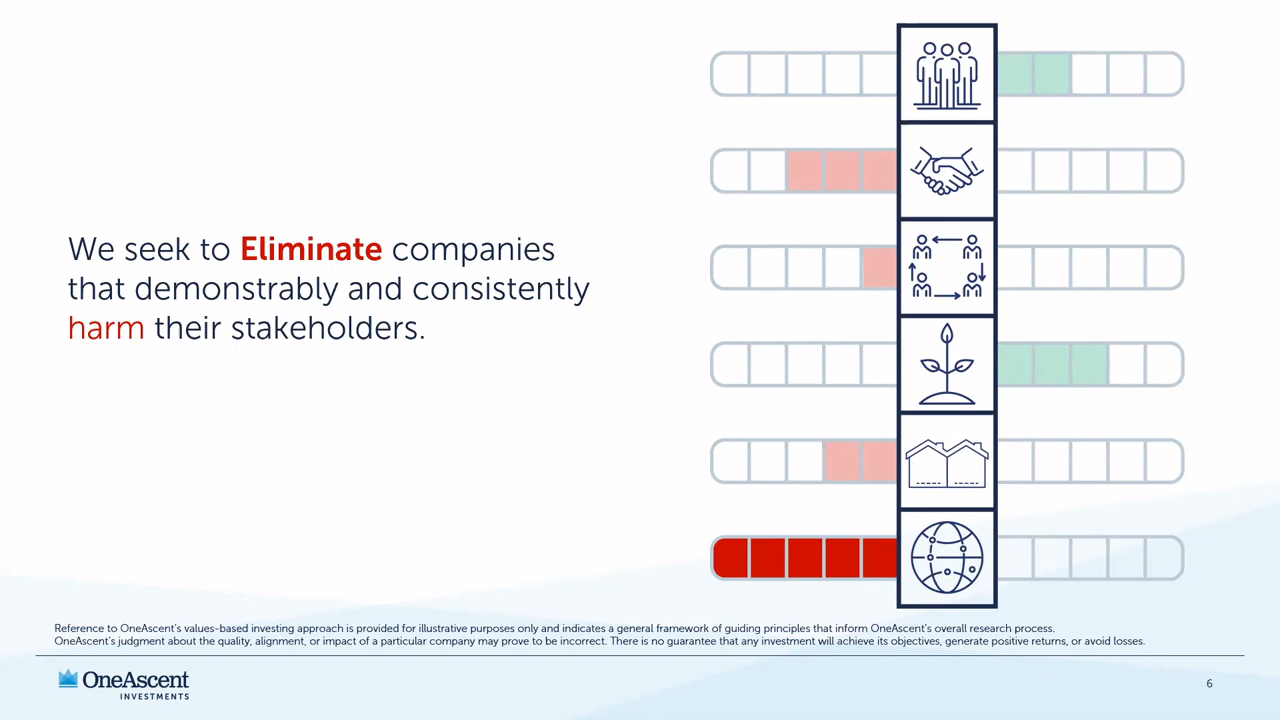 We seek to Eliminate companies
that demonstrably and consistently
harm their stakeholders.
Reference to OneAscent's values-based investing approach is provided for illustrative purposes only and indicates a general framework of guiding principles that inform OneAscent's overall research process.
OneAscent's judgment about the quality, alignment, or impact of a particular company may prove to be incorrect. There is no guarantee that any investment will achieve its objectives, generate positive returns, or avoid losses.
OneAscent
INVESTMENTS
6